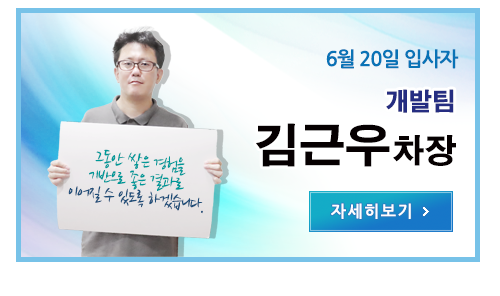 6월 20일 입사자
개발팀
김근우차장
그동안 쌓은 경험을
기반으로 좋은 결과로
이어질 수 있도록 하겠습니다.
자세히보기 >